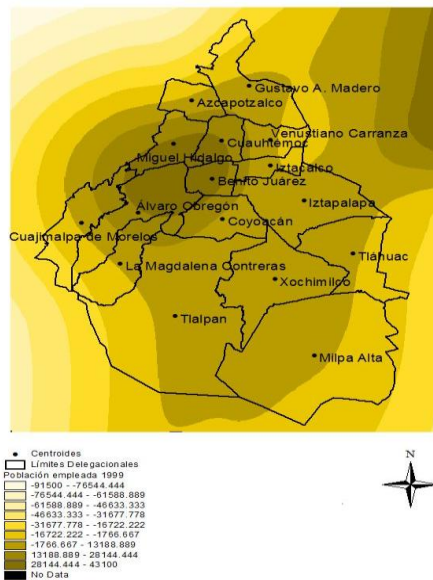 Gustavo A. Madero
Azcapotzalco
Venustiano Carranza
Cuauhtémoc
Miguel Hidalgo
Iztacalco
Benito Juárez
Iztapalapa
Álvaro Obregón
Coyoacán
Cuajimalpa de Morelos
Tláhuac
La Magdalena Contreras
Xochimilco
Tlalpan
Milpa Alta
Centroides
Límites Delegacionales
Población empleada 1999
-91500 - -76544.444
-76544.444 - -61588.889
-61588.889 - -46633.333
-46633.333 - -31677.778
-31677.778 - -16722.222
-16722.222 - -1766.667
-1766.667 - 13188.889
13188.889 - 28144.444
28144.444 - 43100
No Data
N